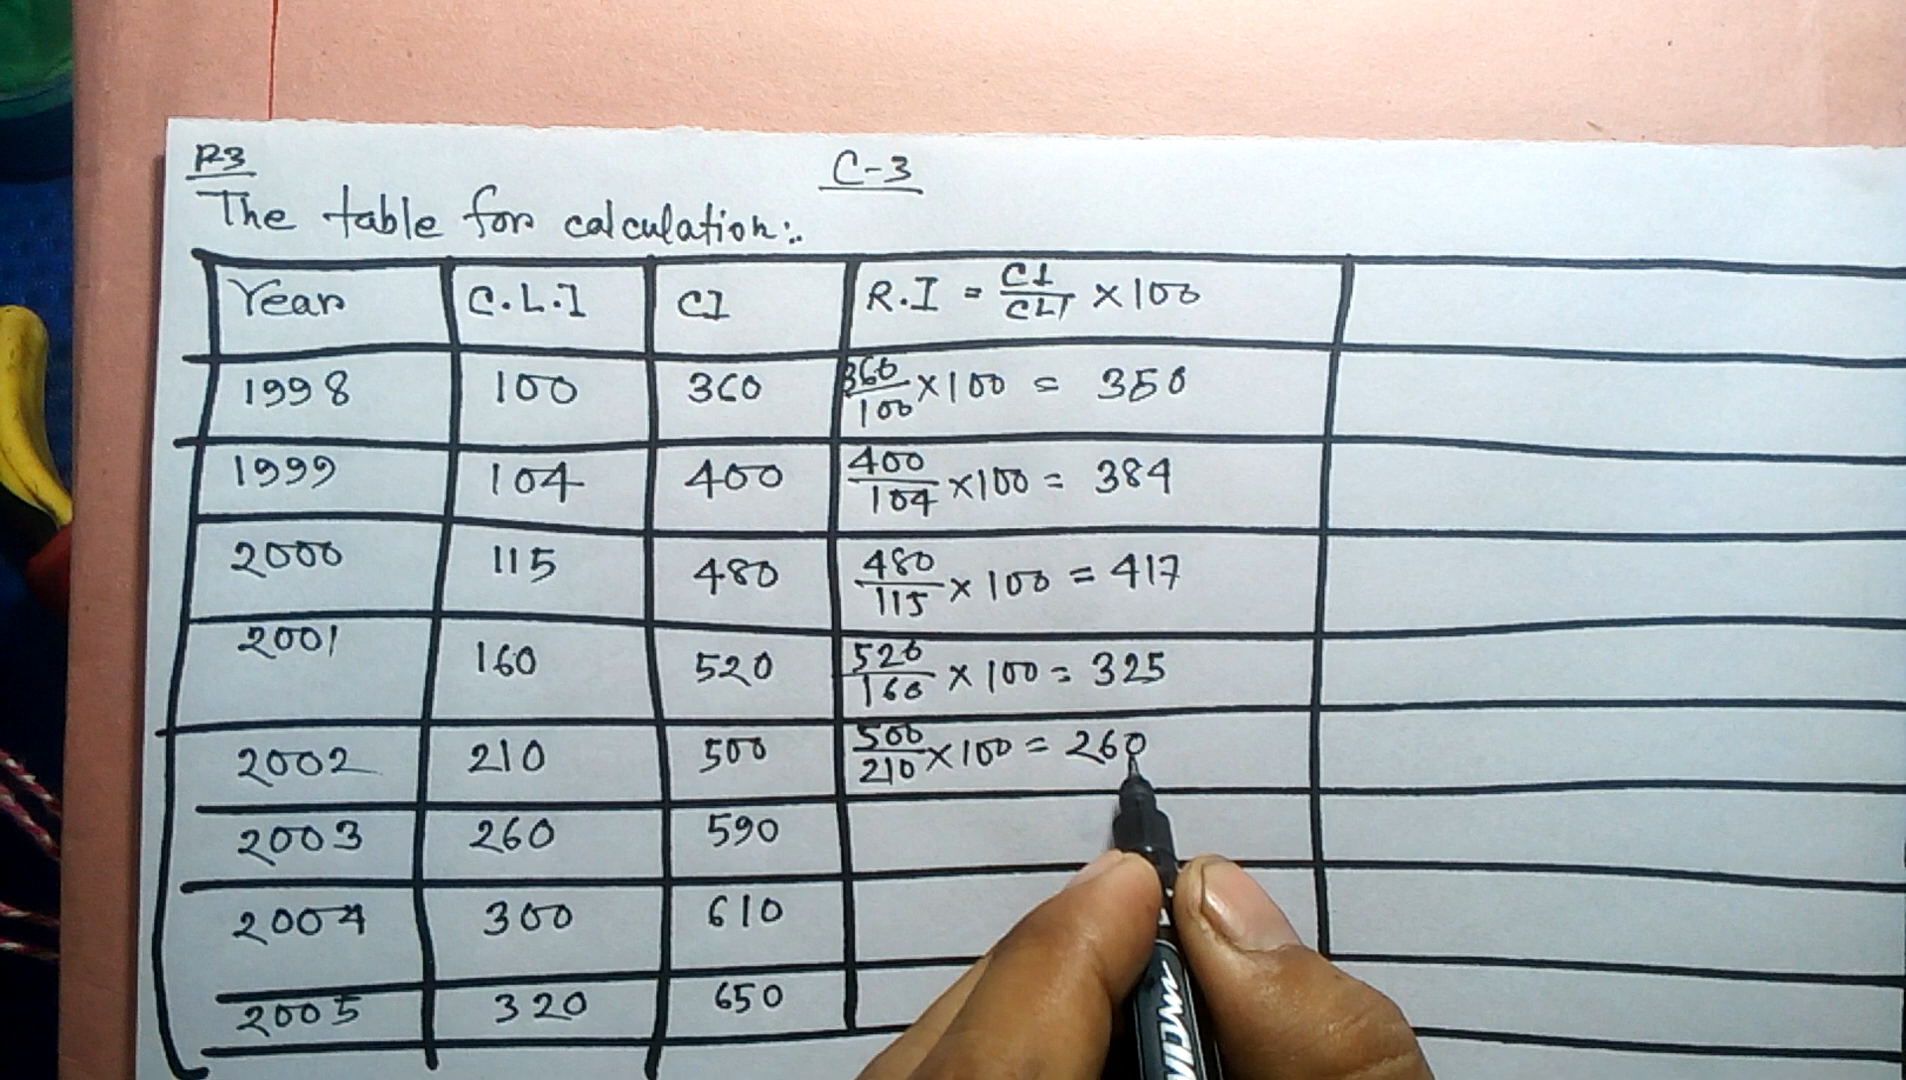 P-3
C-3
The table for calculation:-
Year C.L.I CI R.I = CI/CLI × 100
1998 100 360 360/100 × 100 = 350
1999 104 400 400/104 × 100 = 384
2000 115 480 480/115 × 100 = 417
2001 160 520 520/160 × 100 = 325
2002 210 500 500/210 × 100 = 260
2003 260 590
2004 300 610
2005 320 650